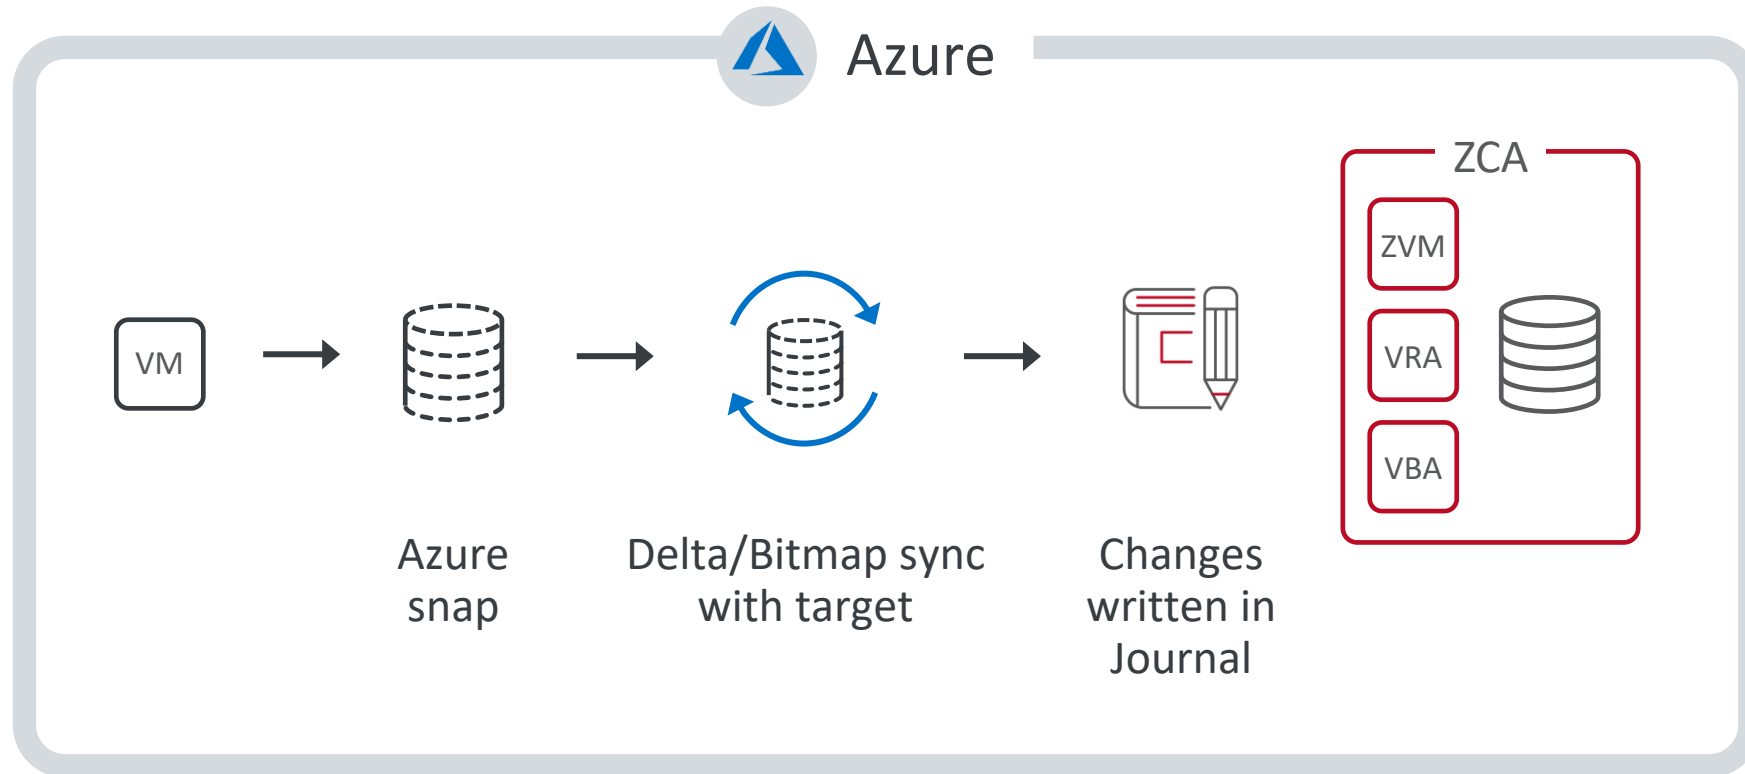 Azure
ZCA
ZVM
VM
VRA
VBA
Azure
snap
Delta/Bitmap sync
with target
Changes
written in
Journal